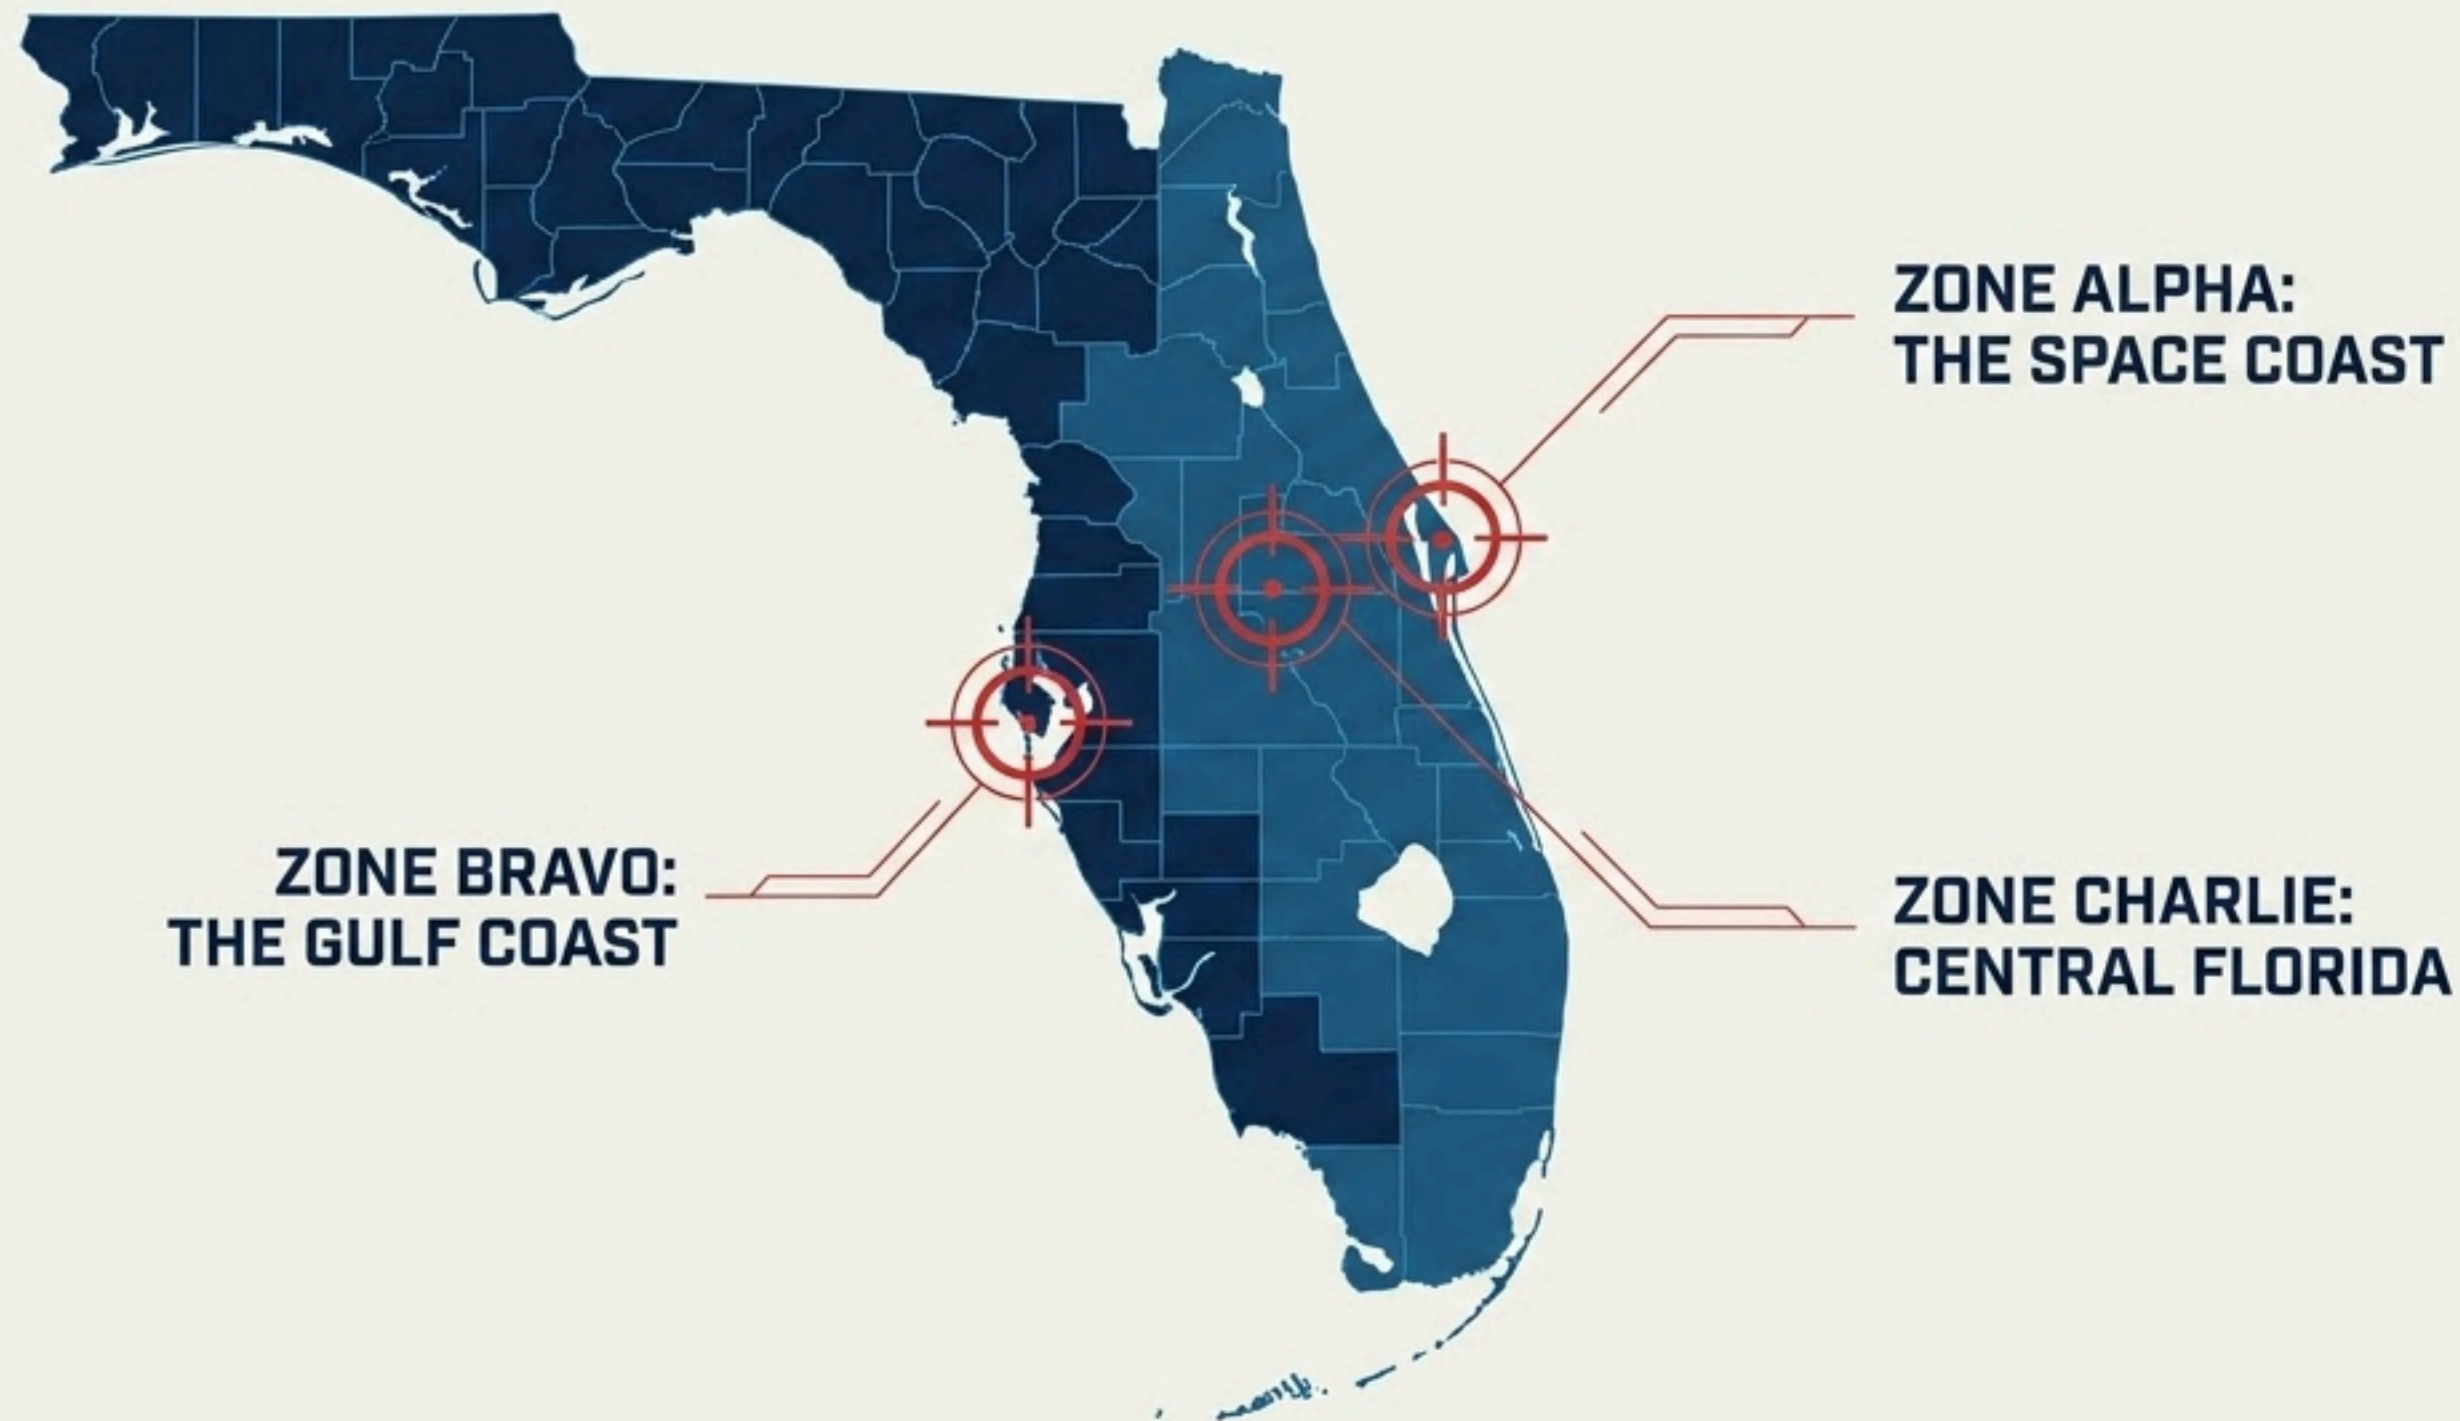 ZONE ALPHA:
THE SPACE COAST
ZONE BRAVO:
THE GULF COAST
ZONE CHARLIE:
CENTRAL FLORIDA